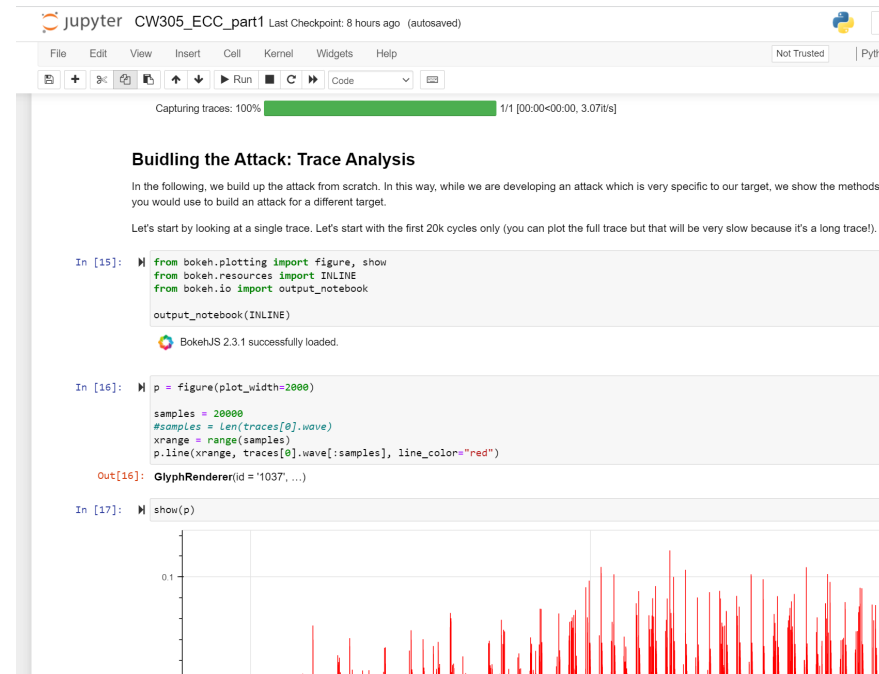 jupyter CW305_ECC_part1 Last Checkpoint: 8 hours ago (autosaved)
File Edit View Insert Cell Kernel Widgets Help Not Trusted
Run Code
Capturing traces: 100% 1/1 [00:00<00:00, 3.07it/s]
Buidling the Attack: Trace Analysis
In the following, we build up the attack from scratch. In this way, while we are developing an attack which is very specific to our target, we show the methods
you would use to build an attack for a different target.
Let's start by looking at a single trace. Let's start with the first 20k cycles only (you can plot the full trace but that will be very slow because it's a long trace!).
In [15]: from bokeh.plotting import figure, show
from bokeh.resources import INLINE
from bokeh.io import output_notebook
output_notebook(INLINE)
BokehJS 2.3.1 successfully loaded.
In [16]: p = figure(plot_width=2000)
samples = 20000
#samples = len(traces[0].wave)
xrange = range(samples)
p.line(xrange, traces[0].wave[:samples], line_color="red")
Out[16]: GlyphRenderer(id = '1037', ...)
In [17]: show(p)
0.1